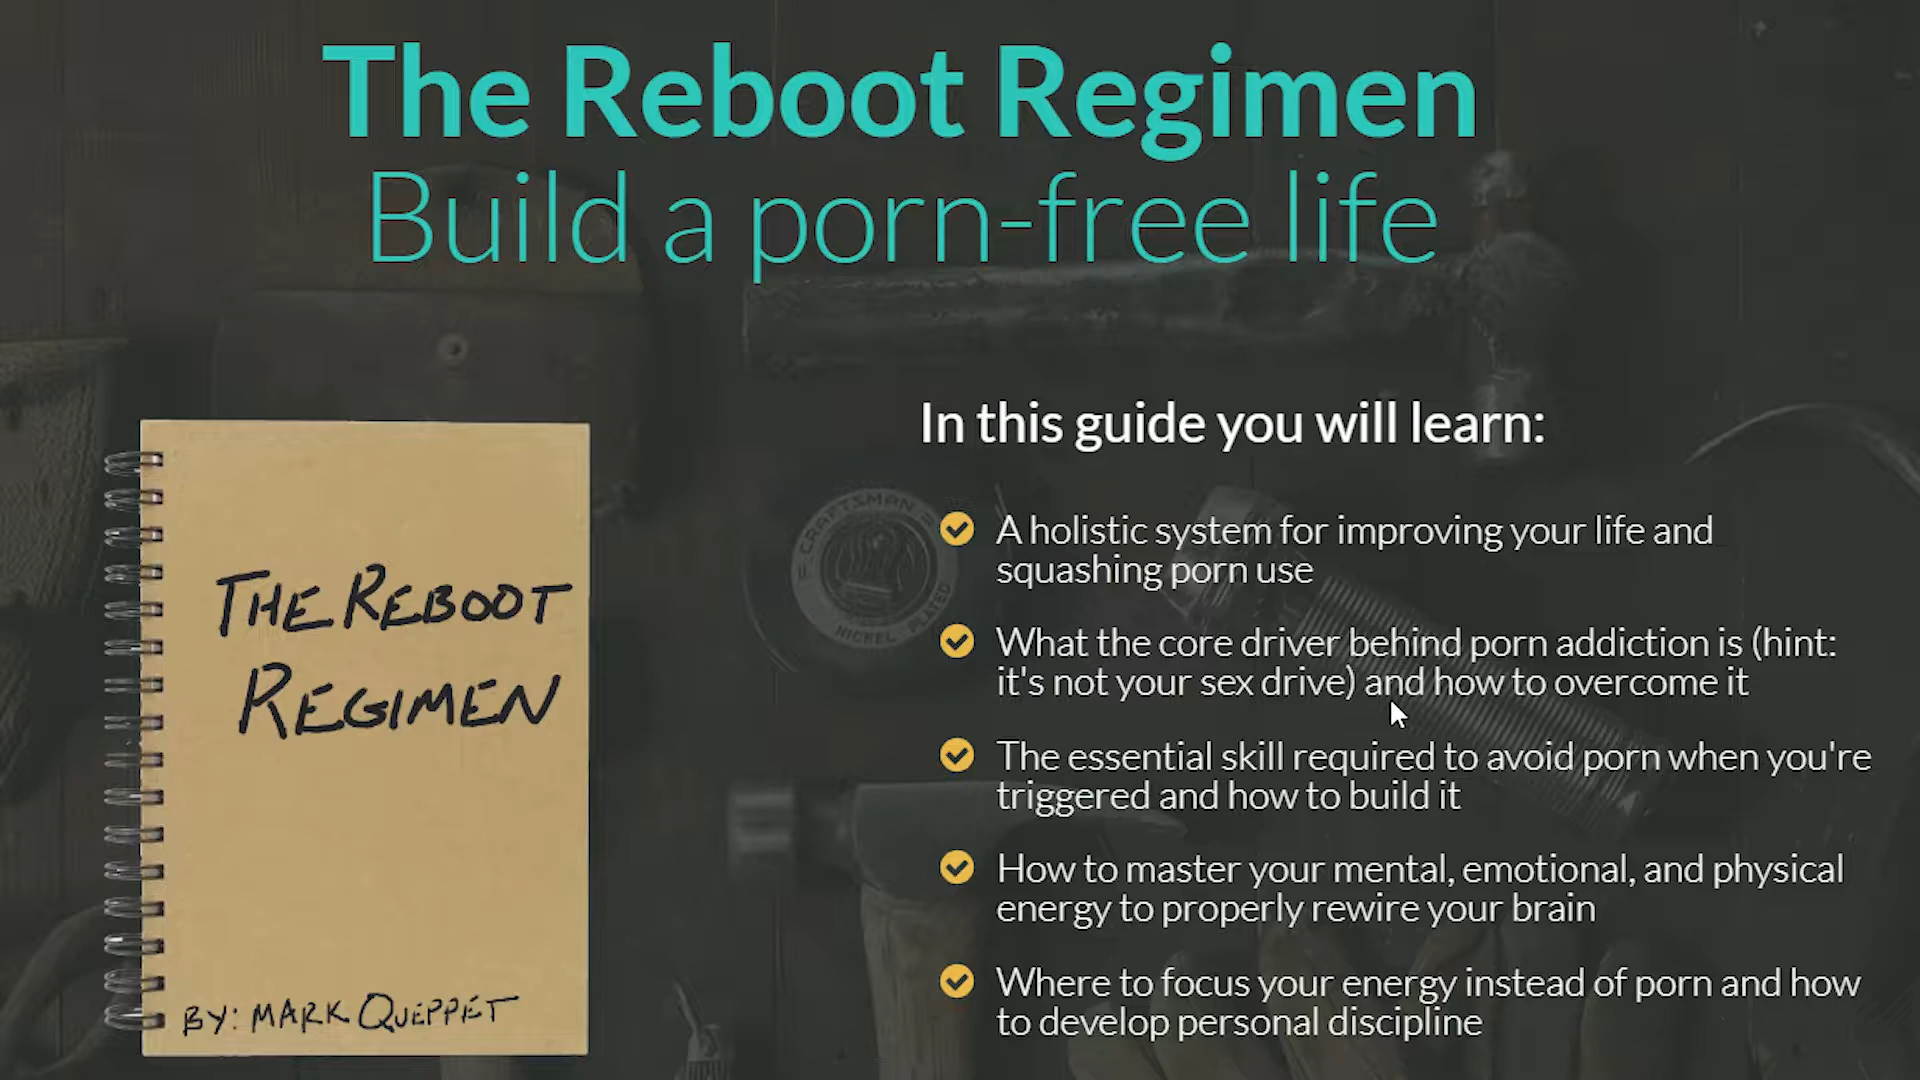 The Reboot Regimen
Build a porn-free life
In this guide you will learn:
A holistic system for improving your life and
squashing porn use
What the core driver behind porn addiction is (hint:
it's not your sex drive) and how to overcome it
The essential skill required to avoid porn when you're
triggered and how to build it
How to master your mental, emotional, and physical
energy to properly rewire your brain
Where to focus your energy instead of porn and how
to develop personal discipline
THE REBOOT
REGIMEN
BY: MARK QUEPPET
CRAFTSMAN
NICKEL PLATED